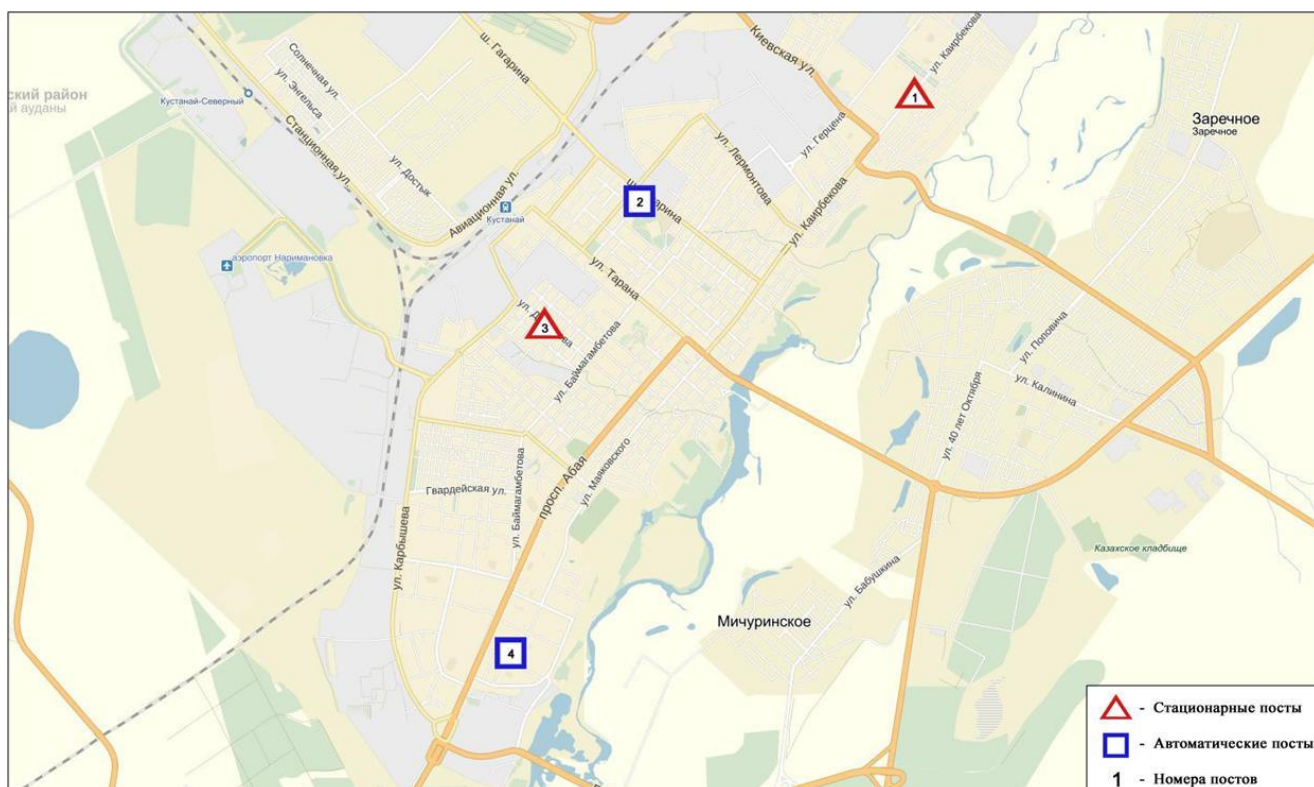 ский район
й ауданы
Кустанай-Северный
Солнечная ул.
ул. Энгельса
Станционная ул.
ул. Достык
Авиационная ул.
ш. Гагарина
Киевская ул.
ул. Каирбекова
1
Заречное
Заречное
ул. Герцена
ул. Лермонтова
2
Кустанай
ул. Каирбекова
аэропорт Наримановка
ул. Тарана
3
ул. Баймагамбетова
ул. Поповича
ул. Калинина
ул. 40 лет Октября
Гвардейская ул.
ул. Баймагамбетова
просп. Абая
ул. Маяковского
ул. Карбышева
Казахское кладбище
ул. Бабушкина
Мичуринское
4
- Стационарные посты
- Автоматические посты
1 - Номера постов